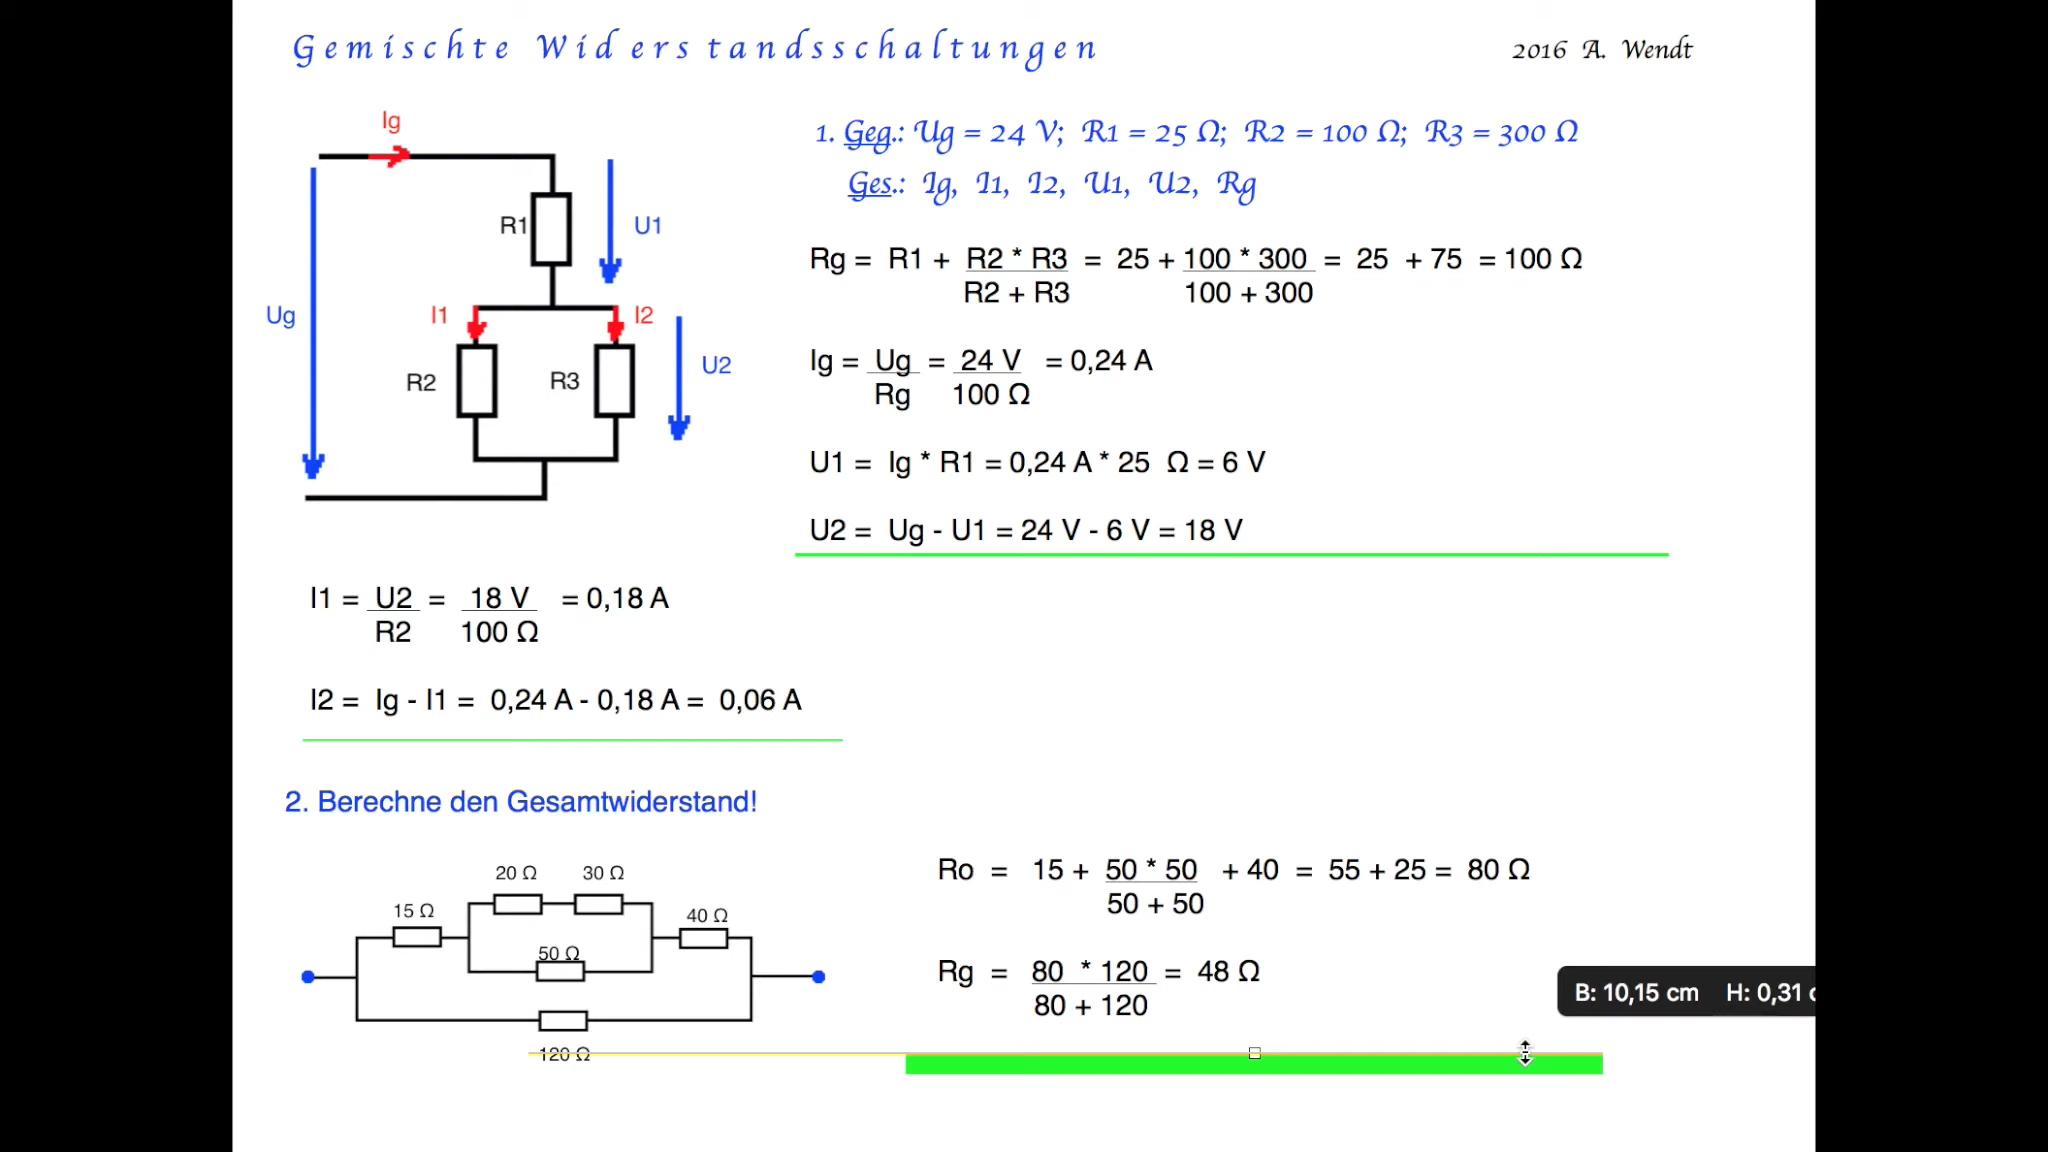 Gemischte Widerstandsschaltungen
2016 A. Wendt
Ig
R1
U1
Ug
I1
I2
R2
R3
U2
1. Geg.: Ug = 24 V; R1 = 25 Ω; R2 = 100 Ω; R3 = 300 Ω
Ges.: Ig, I1, I2, U1, U2, Rg
Rg = R1 + R2 * R3 = 25 + 100 * 300 = 25 + 75 = 100 Ω
R2 + R3 100 + 300
Ig = Ug = 24 V = 0,24 A
Rg 100 Ω
U1 = Ig * R1 = 0,24 A * 25 Ω = 6 V
U2 = Ug - U1 = 24 V - 6 V = 18 V
I1 = U2 = 18 V = 0,18 A
R2 100 Ω
I2 = Ig - I1 = 0,24 A - 0,18 A = 0,06 A
2. Berechne den Gesamtwiderstand!
20 Ω 30 Ω
15 Ω
40 Ω
50 Ω
120 Ω
Ro = 15 + 50 * 50 + 40 = 55 + 25 = 80 Ω
50 + 50
Rg = 80 * 120 = 48 Ω
80 + 120
B: 10,15 cm H: 0,31